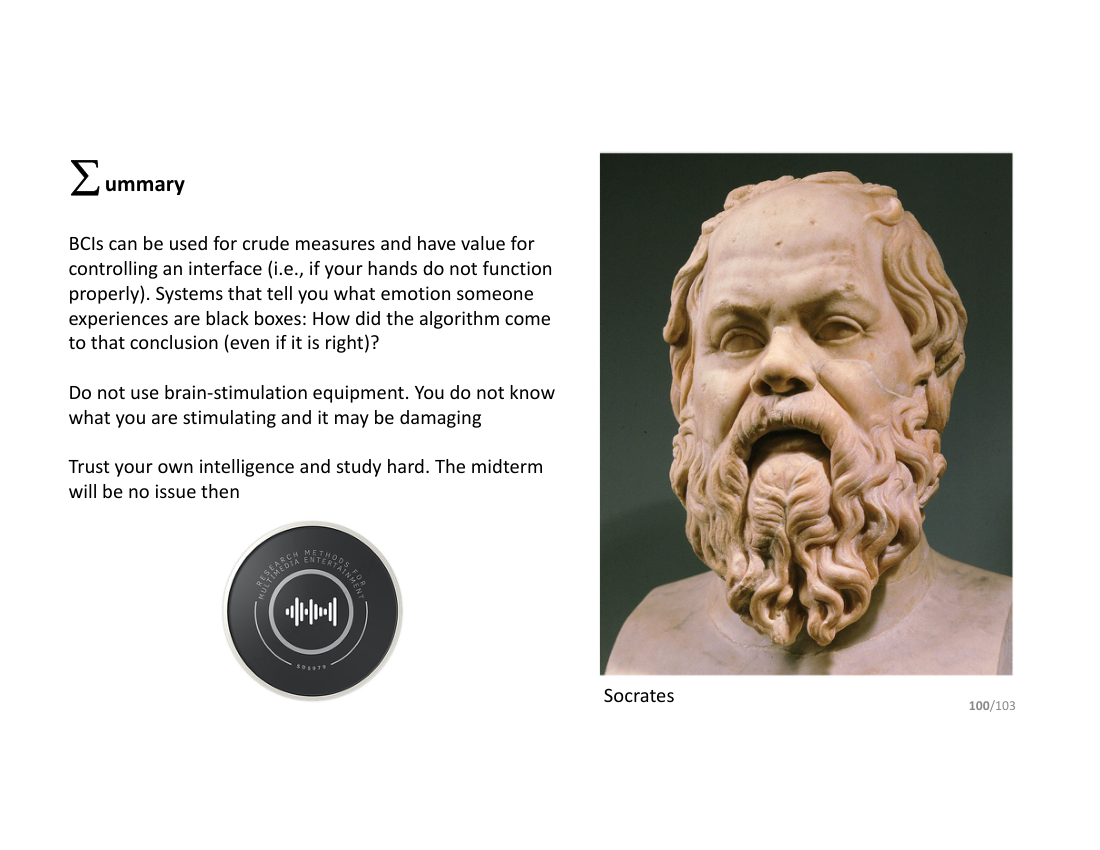 Σummary
BCIs can be used for crude measures and have value for
controlling an interface (i.e., if your hands do not function
properly). Systems that tell you what emotion someone
experiences are black boxes: How did the algorithm come
to that conclusion (even if it is right)?
Do not use brain-stimulation equipment. You do not know
what you are stimulating and it may be damaging
Trust your own intelligence and study hard. The midterm
will be no issue then
RESEARCH METHODS FOR
MULTIMEDIA ENTERTAINMENT
SD5979
Socrates
100/103